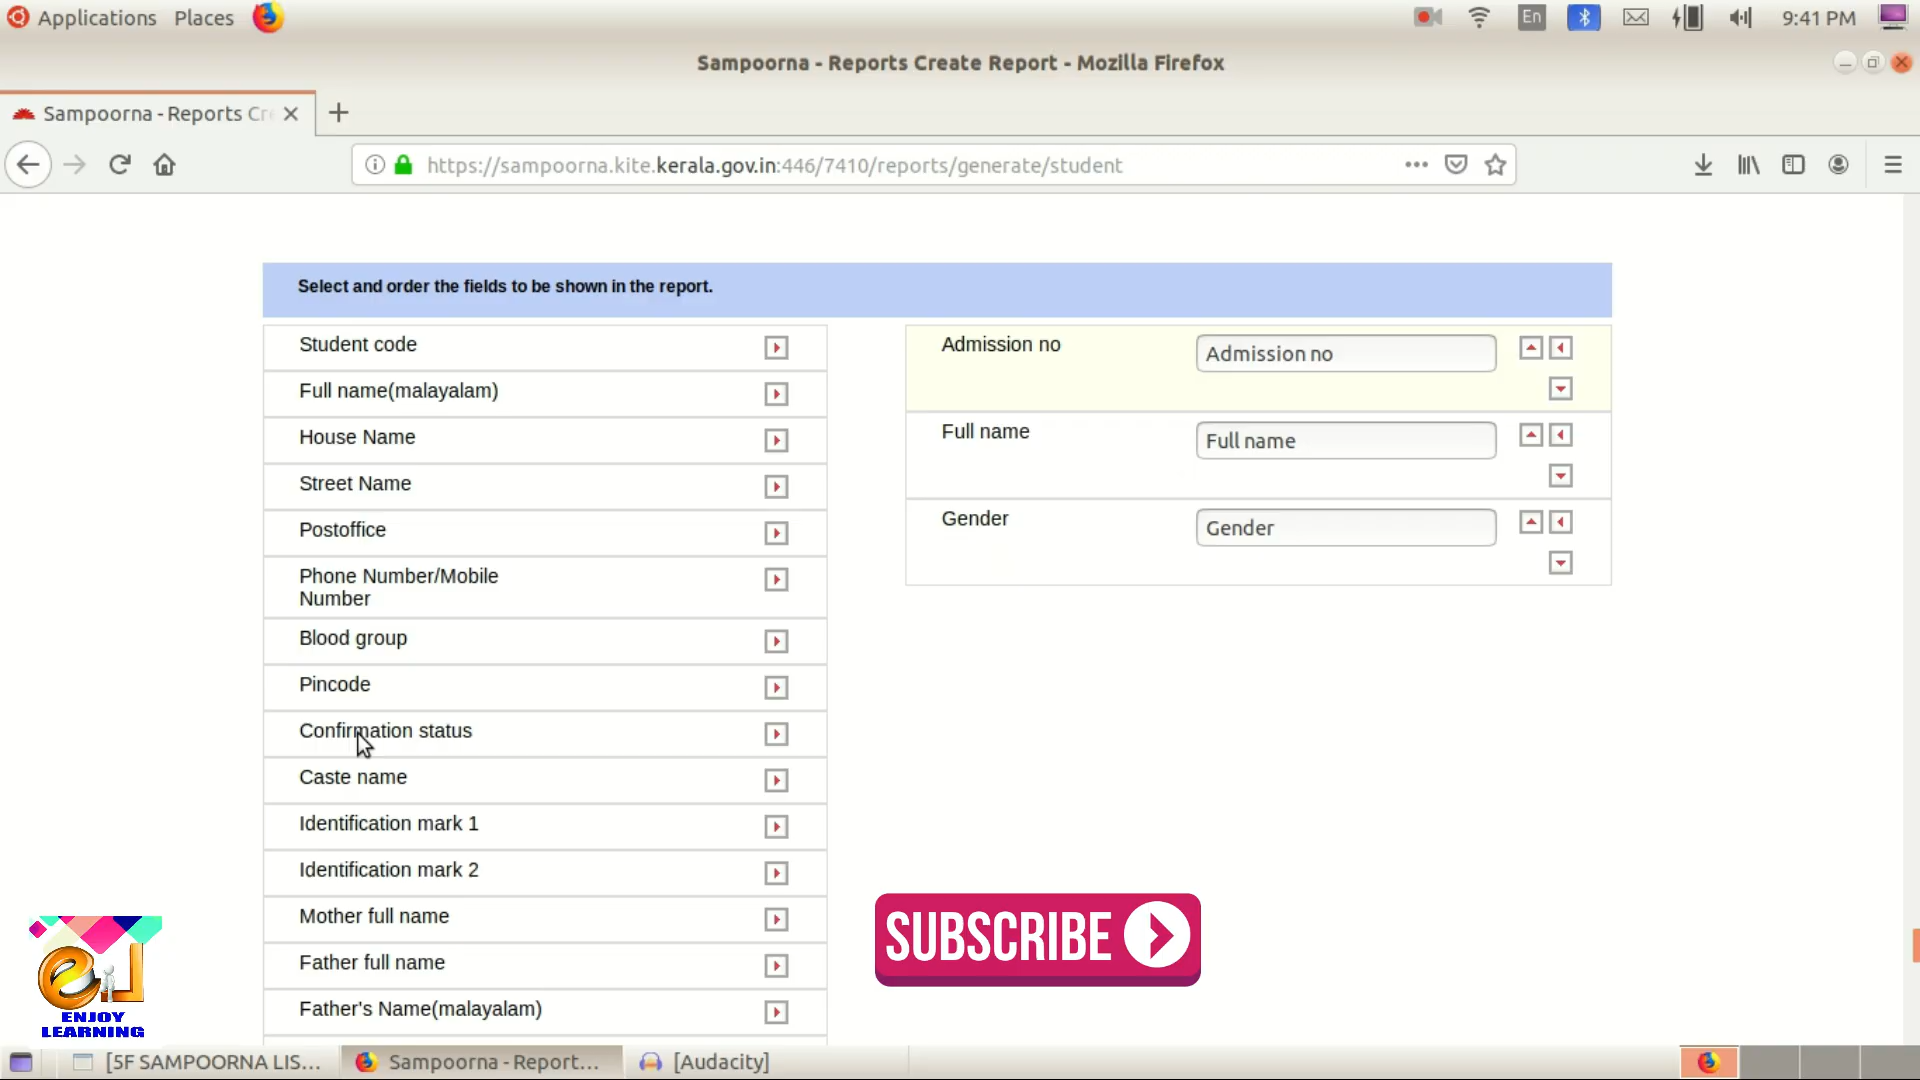 Applications Places
En
9:41 PM
Sampoorna - Reports Create Report - Mozilla Firefox
Sampoorna - Reports Cr
https://sampoorna.kite.kerala.gov.in:446/7410/reports/generate/student
Select and order the fields to be shown in the report.
Student code
Full name(malayalam)
House Name
Street Name
Postoffice
Phone Number/Mobile
Number
Blood group
Pincode
Confirmation status
Caste name
Identification mark 1
Identification mark 2
Mother full name
Father full name
Father's Name(malayalam)
Admission no
Admission no
Full name
Full name
Gender
Gender
SUBSCRIBE
eJ
ENJOY
LEARNING
[5F SAMPOORNA LIS...
Sampoorna - Report...
[Audacity]